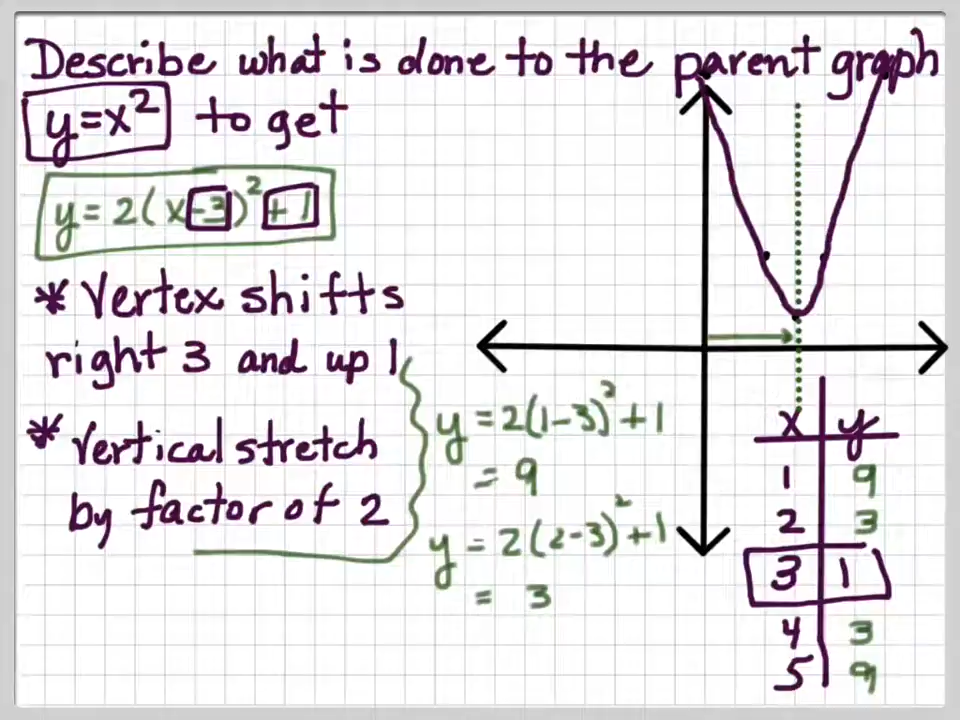 Describe what is done to the parent graph
y=x² to get
y = 2(x-3)² + 1
* Vertex shifts
right 3 and up 1
* Vertical stretch
by factor of 2
y = 2(1-3)² + 1
= 9
y = 2(2-3)² + 1
= 3
x y
1 9
2 3
3 1
4 3
5 9